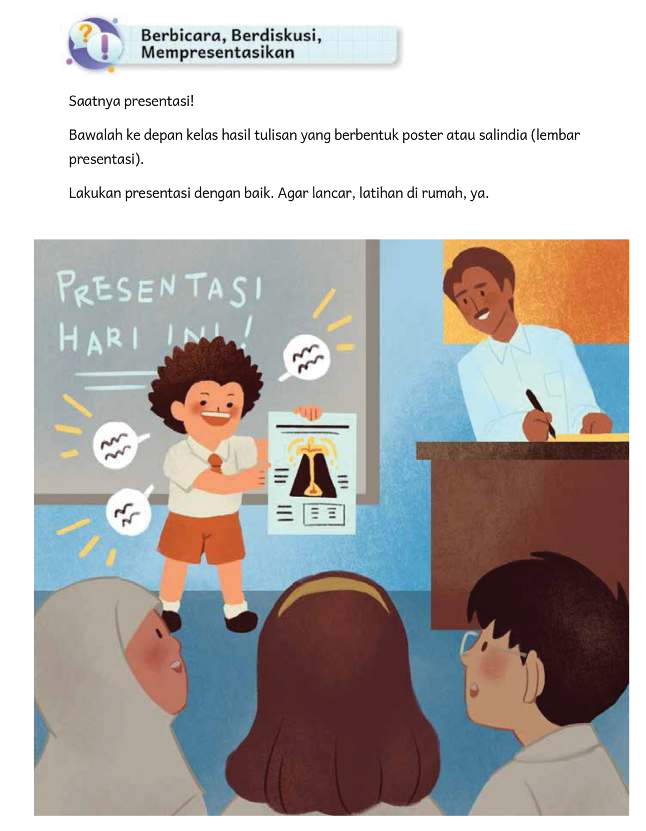 Berbicara, Berdiskusi,
Mempresentasikan
Saatnya presentasi!
Bawalah ke depan kelas hasil tulisan yang berbentuk poster atau salindia (lembar
presentasi).
Lakukan presentasi dengan baik. Agar lancar, latihan di rumah, ya.
PRESENTASI
HARI INI!